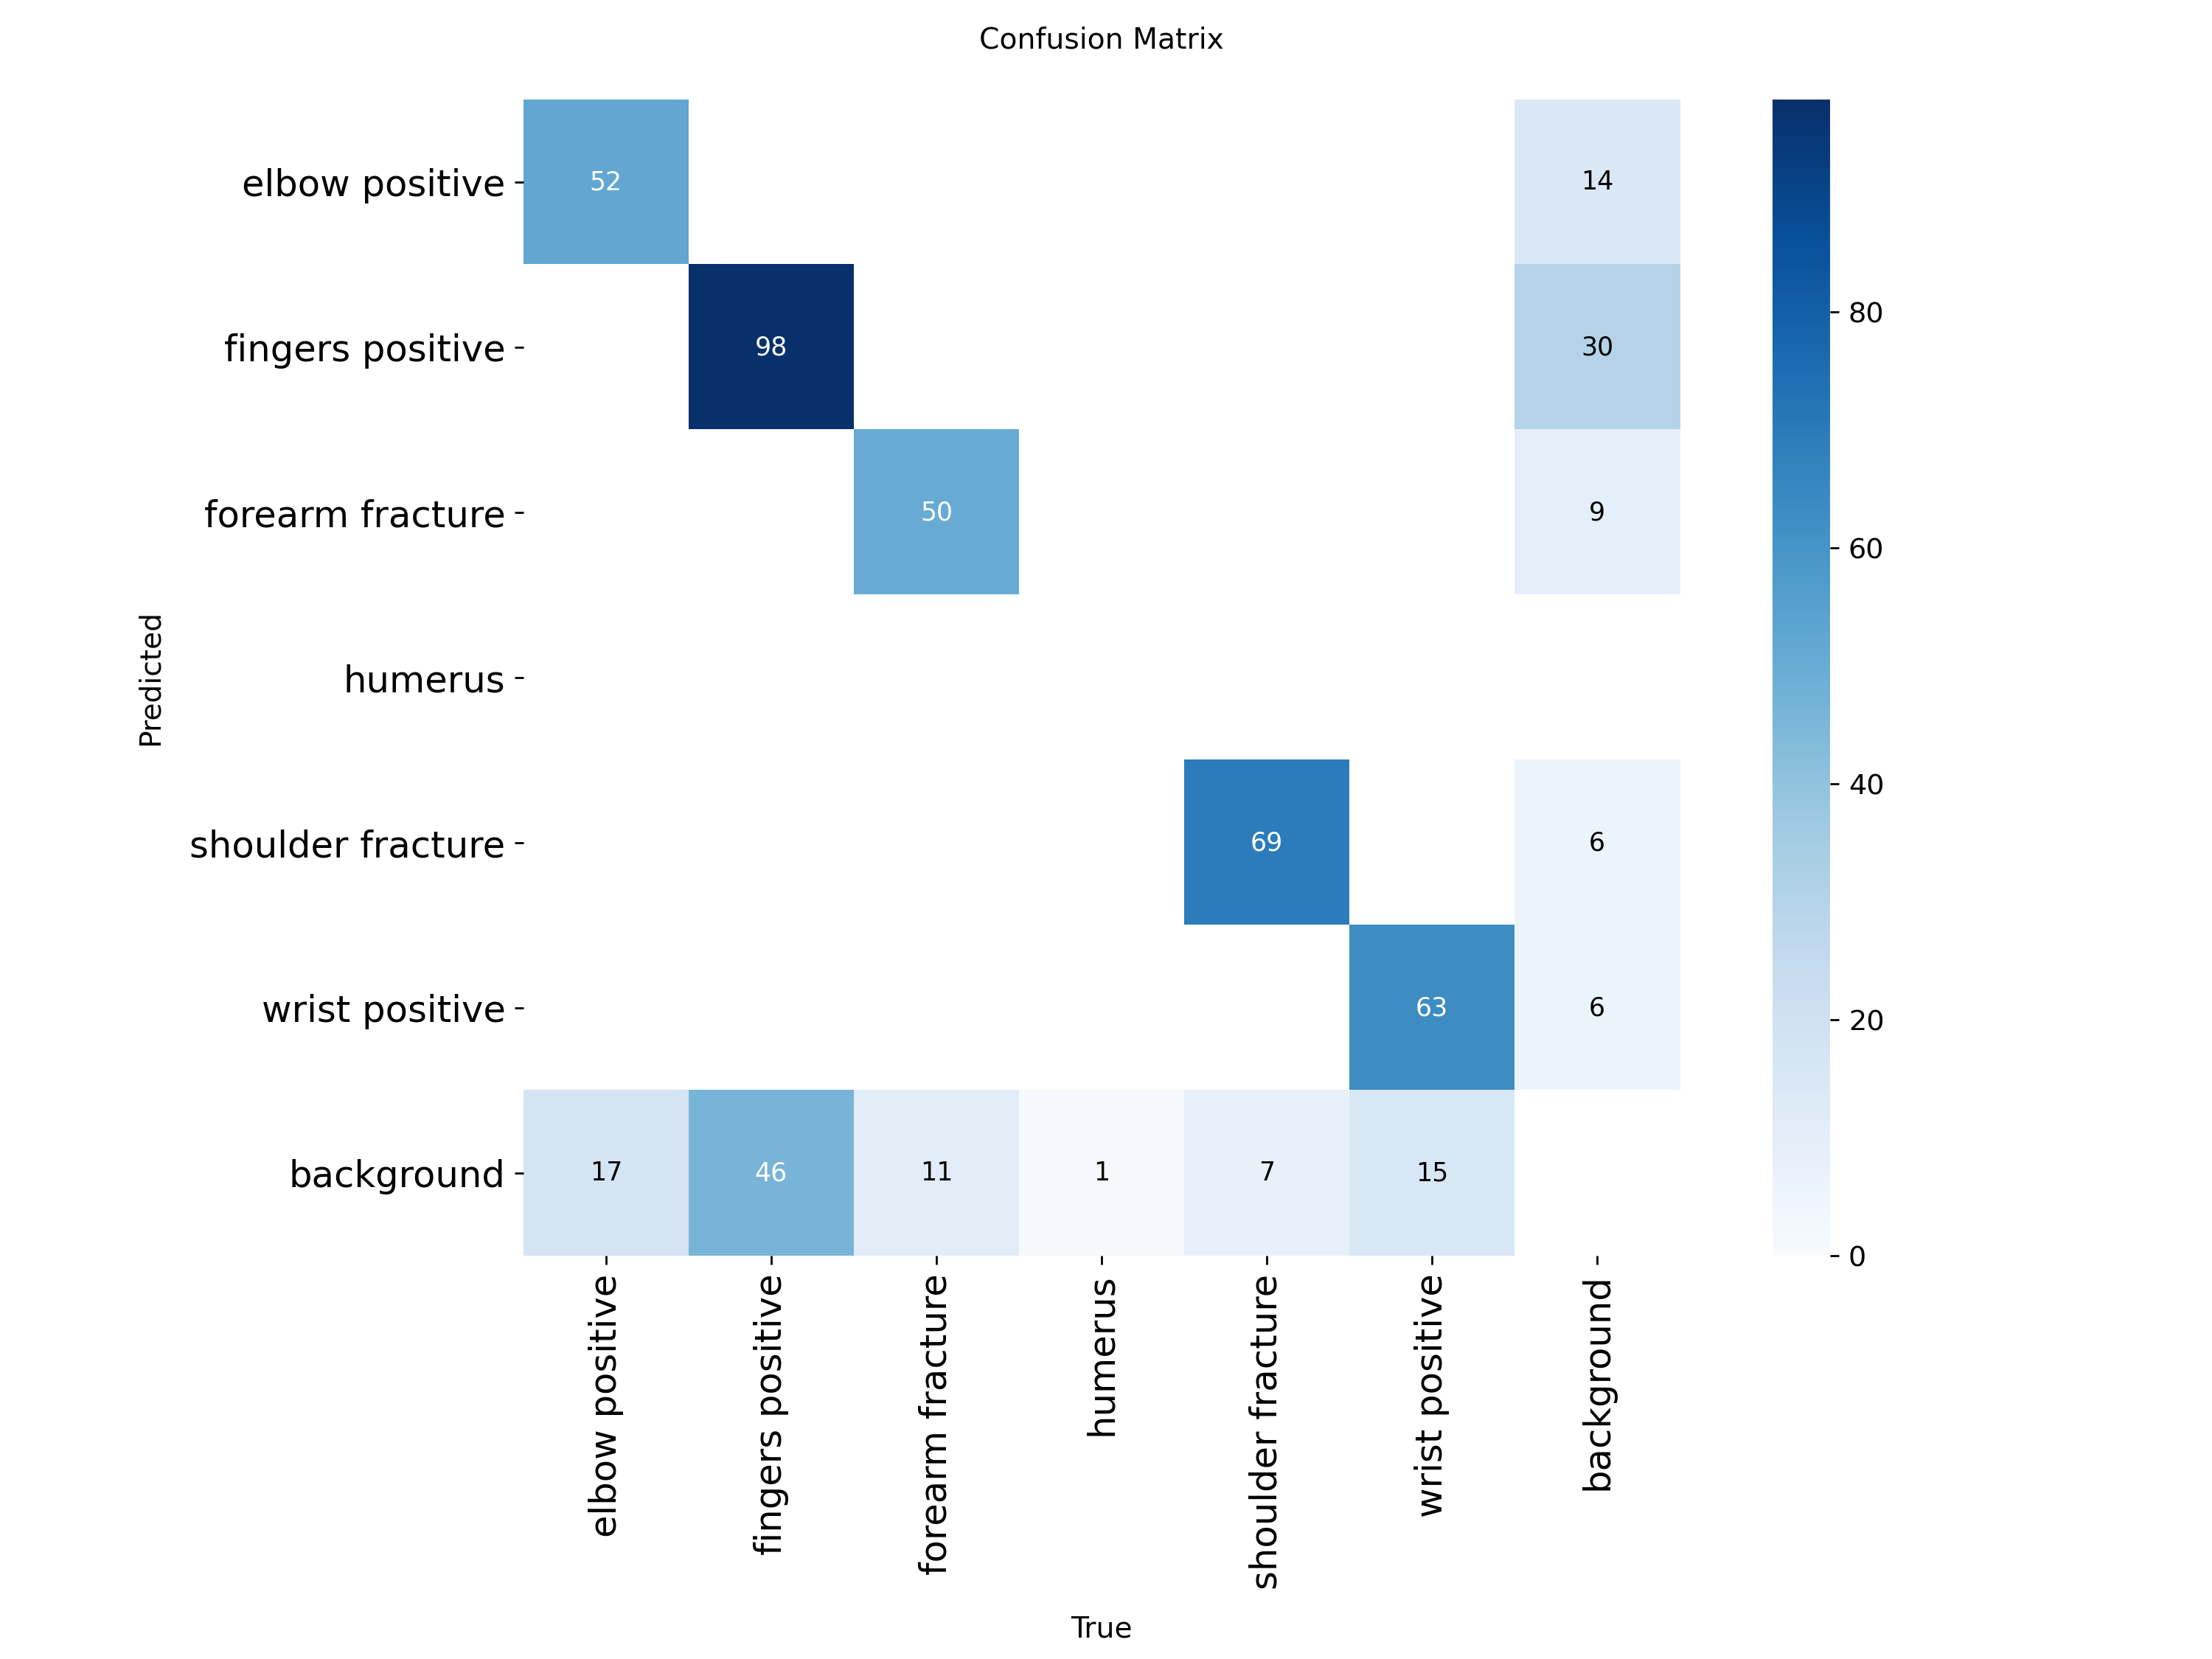 Confusion Matrix
elbow positive 52 14
fingers positive 98 30
80
forearm fracture 50 9
60
Predicted
humerus
40
shoulder fracture 69 6
wrist positive 63 6
20
background 17 46 11 1 7 15
0
elbow positive
fingers positive
forearm fracture
humerus
shoulder fracture
wrist positive
background
True